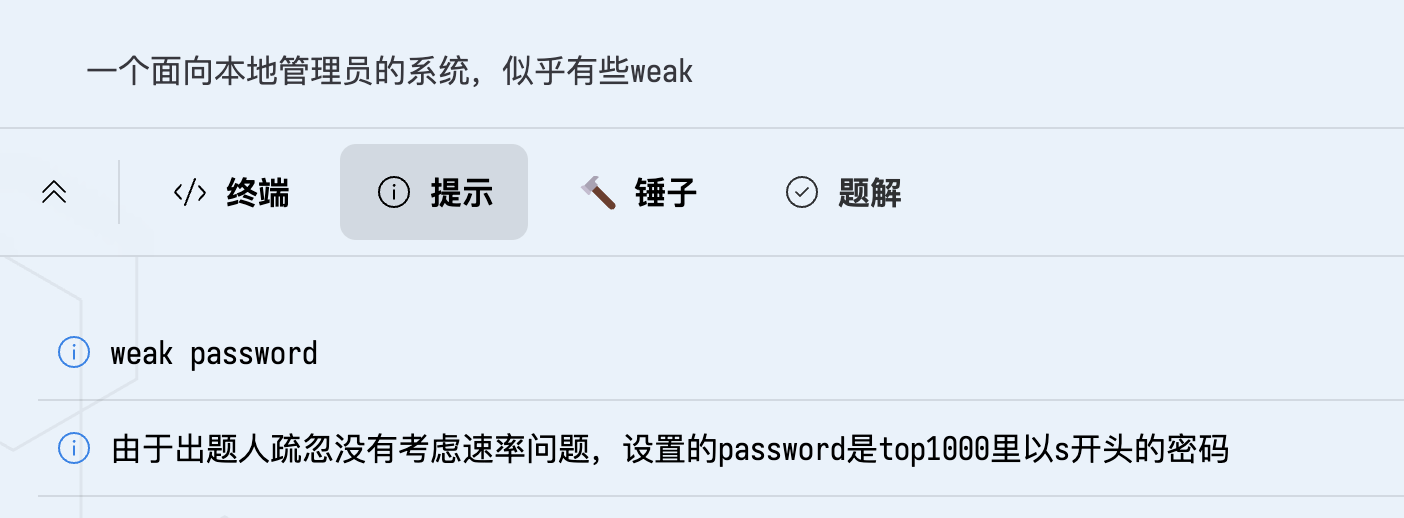 一个面向本地管理员的系统，似乎有些weak
终端 提示 锤子 题解
weak password
由于出题人疏忽没有考虑速率问题，设置的password是top1000里以s开头的密码